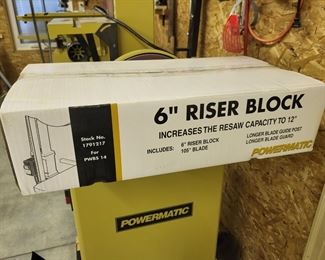 6" RISER BLOCK
INCREASES THE RESAW CAPACITY TO 12"
INCLUDES: 6" RISER BLOCK LONGER BLADE GUIDE POST
105" BLADE LONGER BLADE GUARD
POWERMATIC
Stock No.
1791217
For
PWBS 14
POWERMATIC